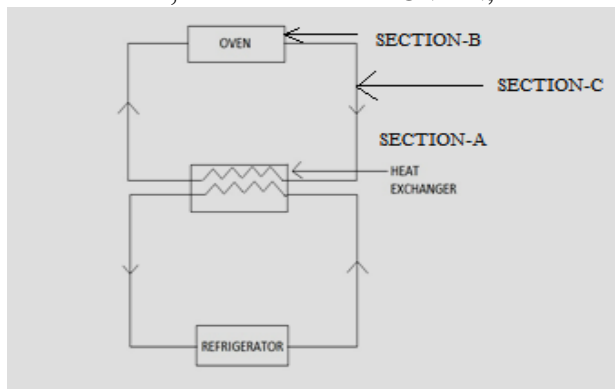 OVEN
SECTION-B
SECTION-C
SECTION-A
HEAT
EXCHANGER
REFRIGERATOR